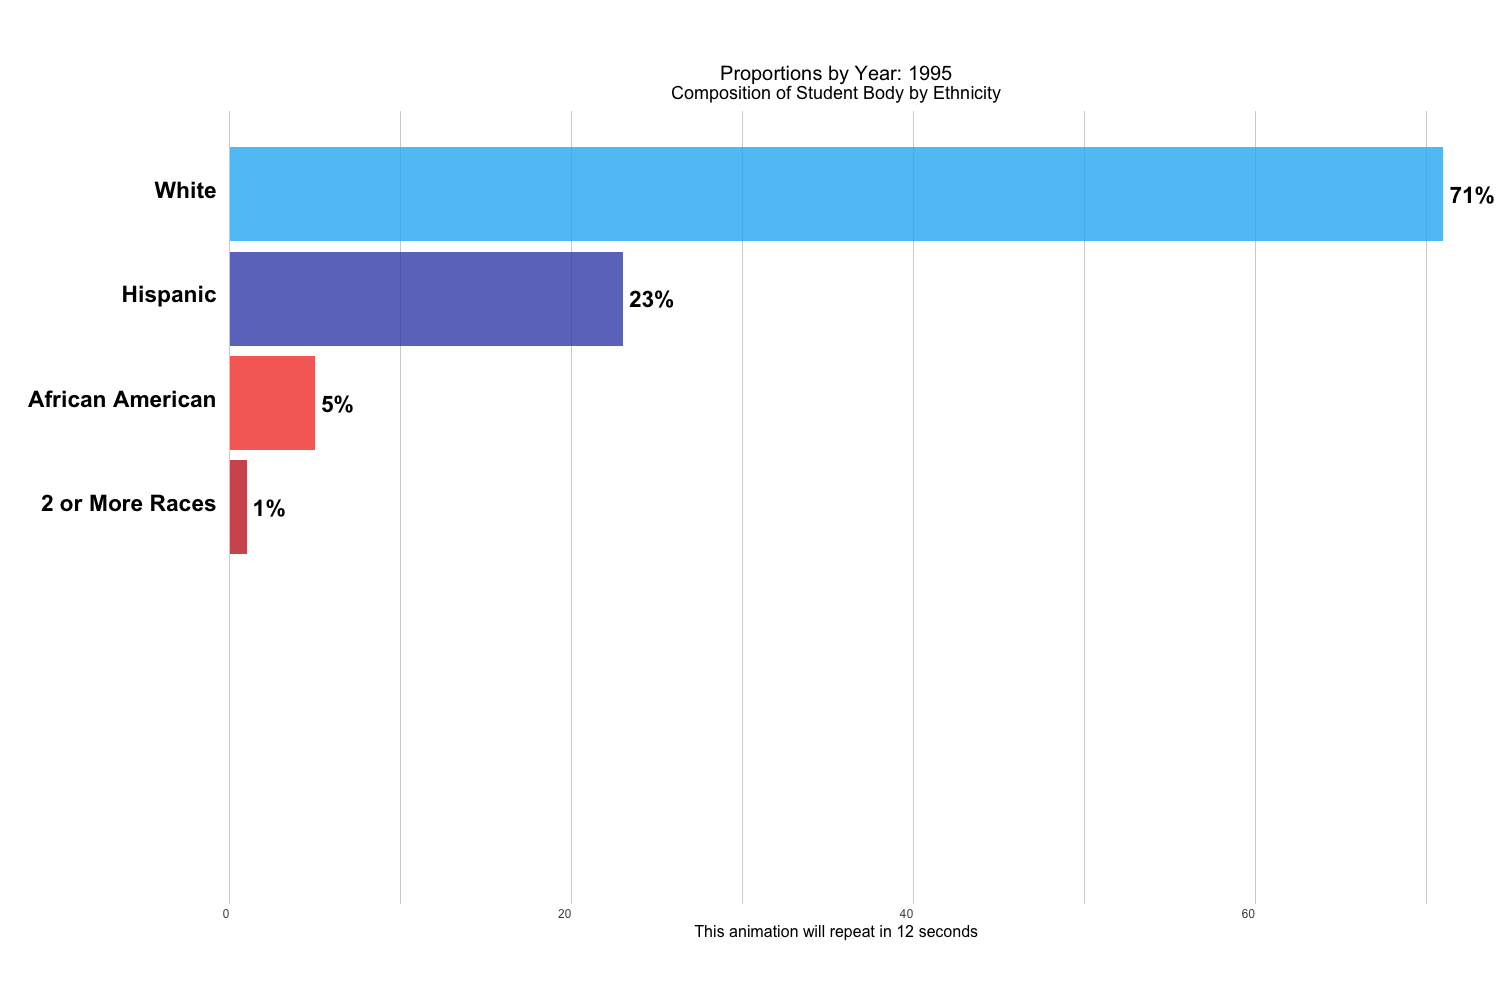 Proportions by Year: 1995
Composition of Student Body by Ethnicity
White 71%
Hispanic 23%
African American 5%
2 or More Races 1%
0 20 40 60
This animation will repeat in 12 seconds